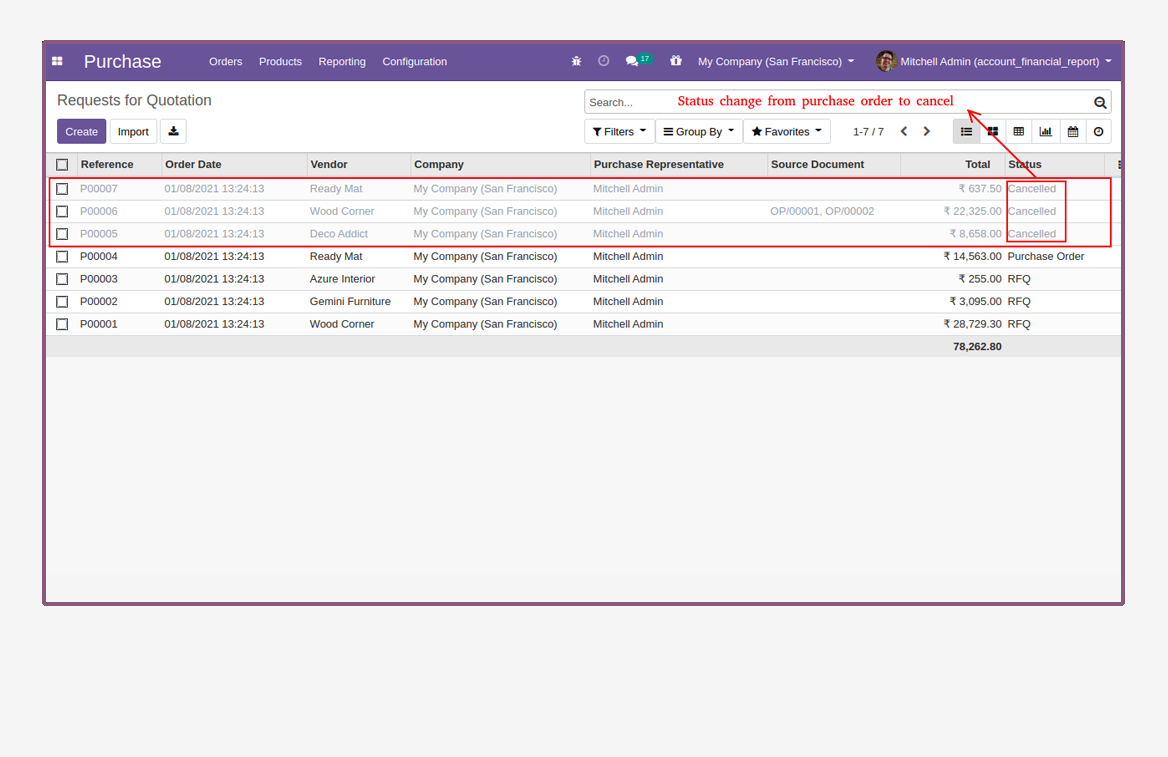 Purchase Orders Products Reporting Configuration 17 My Company (San Francisco) Mitchell Admin (account_financial_report)
Requests for Quotation Search... Status change from purchase order to cancel
Create Import Filters Group By Favorites 1-7 / 7
Reference Order Date Vendor Company Purchase Representative Source Document Total Status
P00007 01/08/2021 13:24:13 Ready Mat My Company (San Francisco) Mitchell Admin ₹ 637.50 Cancelled
P00006 01/08/2021 13:24:13 Wood Corner My Company (San Francisco) Mitchell Admin OP/00001, OP/00002 ₹ 22,325.00 Cancelled
P00005 01/08/2021 13:24:13 Deco Addict My Company (San Francisco) Mitchell Admin ₹ 8,658.00 Cancelled
P00004 01/08/2021 13:24:13 Ready Mat My Company (San Francisco) Mitchell Admin ₹ 14,563.00 Purchase Order
P00003 01/08/2021 13:24:13 Azure Interior My Company (San Francisco) Mitchell Admin ₹ 255.00 RFQ
P00002 01/08/2021 13:24:13 Gemini Furniture My Company (San Francisco) Mitchell Admin ₹ 3,095.00 RFQ
P00001 01/08/2021 13:24:13 Wood Corner My Company (San Francisco) Mitchell Admin ₹ 28,729.30 RFQ
78,262.80